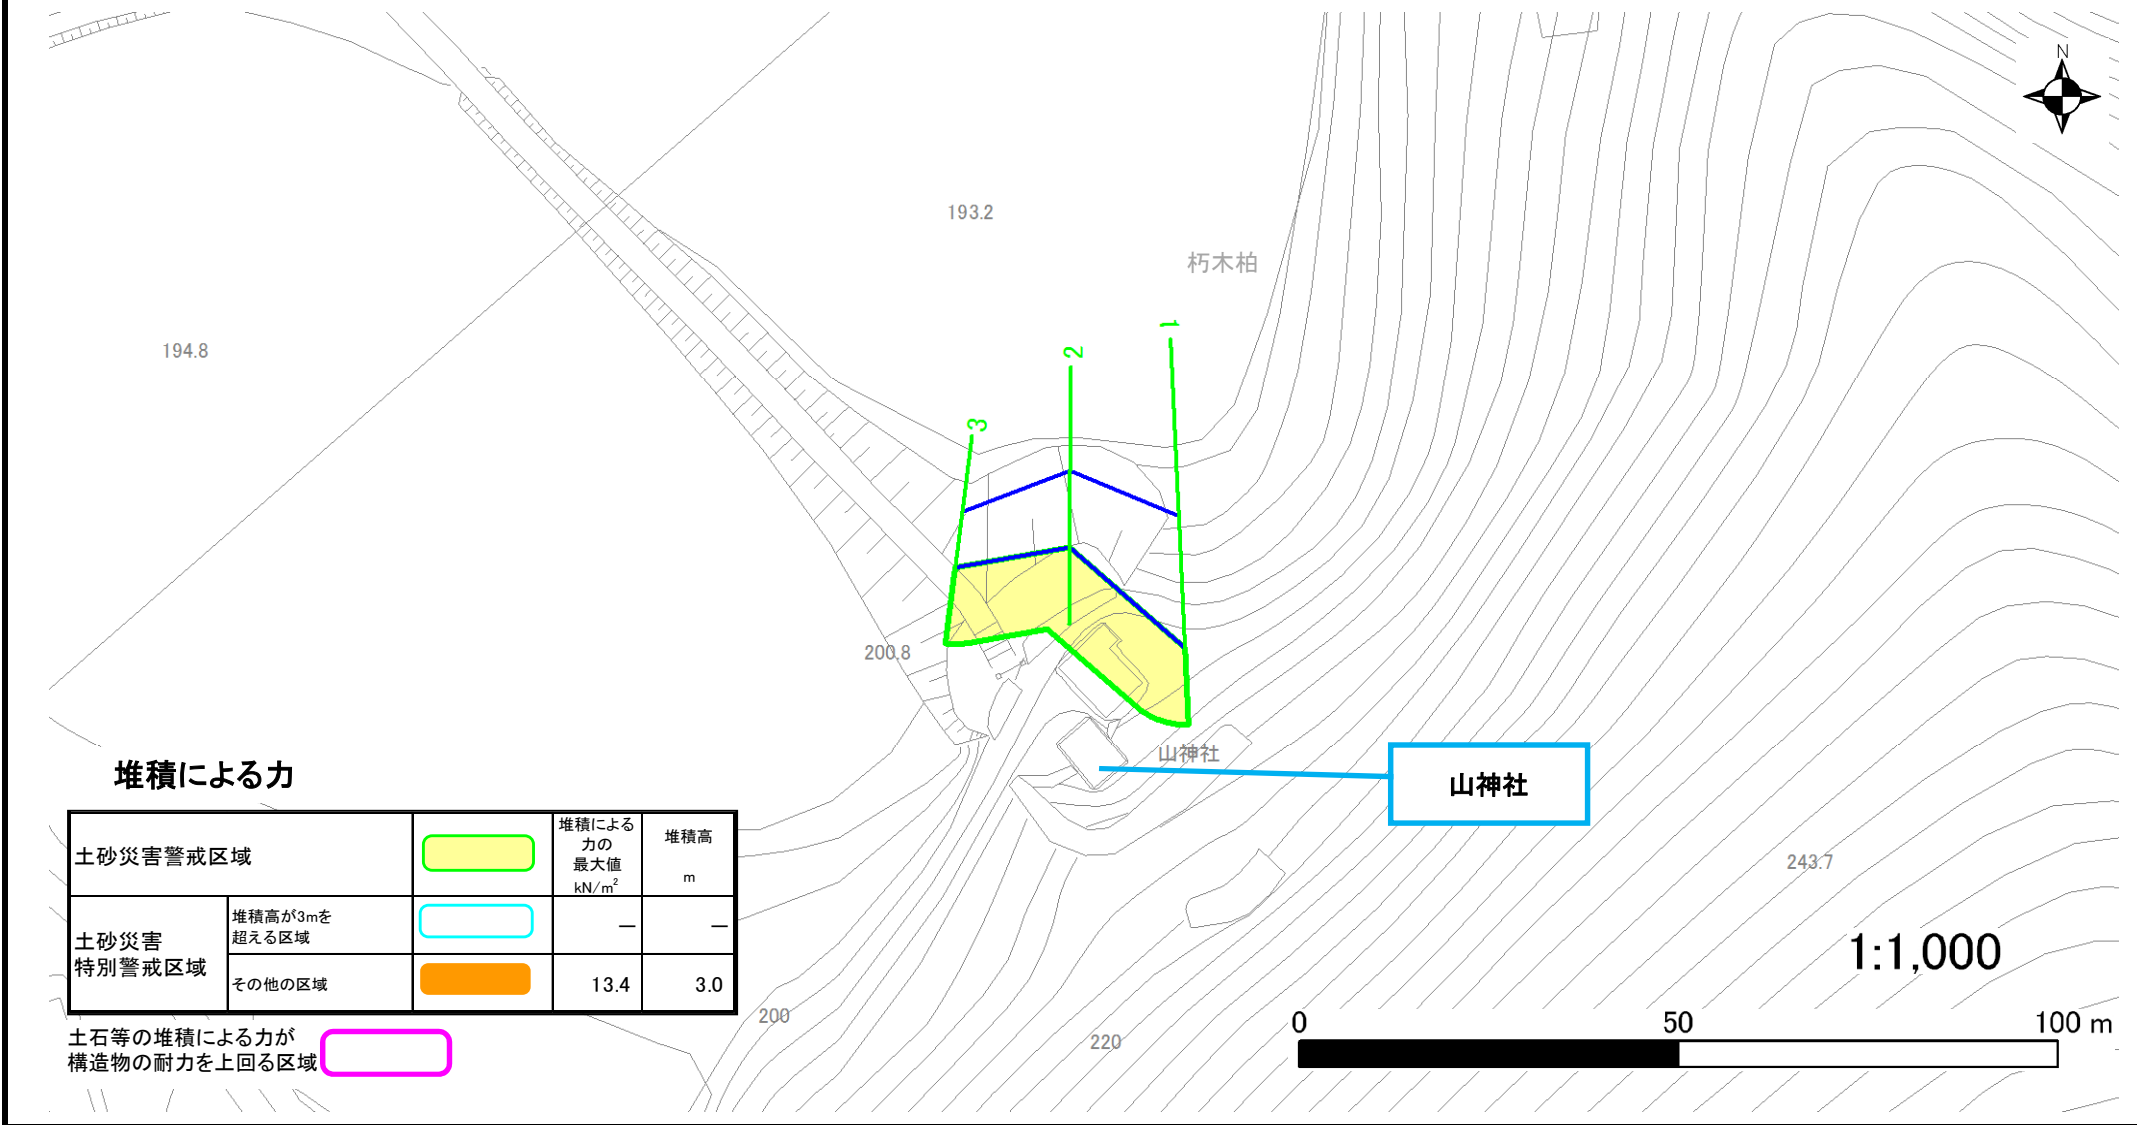 N
193.2
朽木柏
194.8
1
2
3
200.8
山神社
山神社
堆積による力
土砂災害警戒区域
堆積による
力の
最大値
kN/m²
堆積高
m
土砂災害
特別警戒区域
堆積高が3mを
超える区域
－
－
その他の区域
13.4
3.0
土石等の堆積による力が
構造物の耐力を上回る区域
243.7
200
220
1:1,000
0
50
100 m